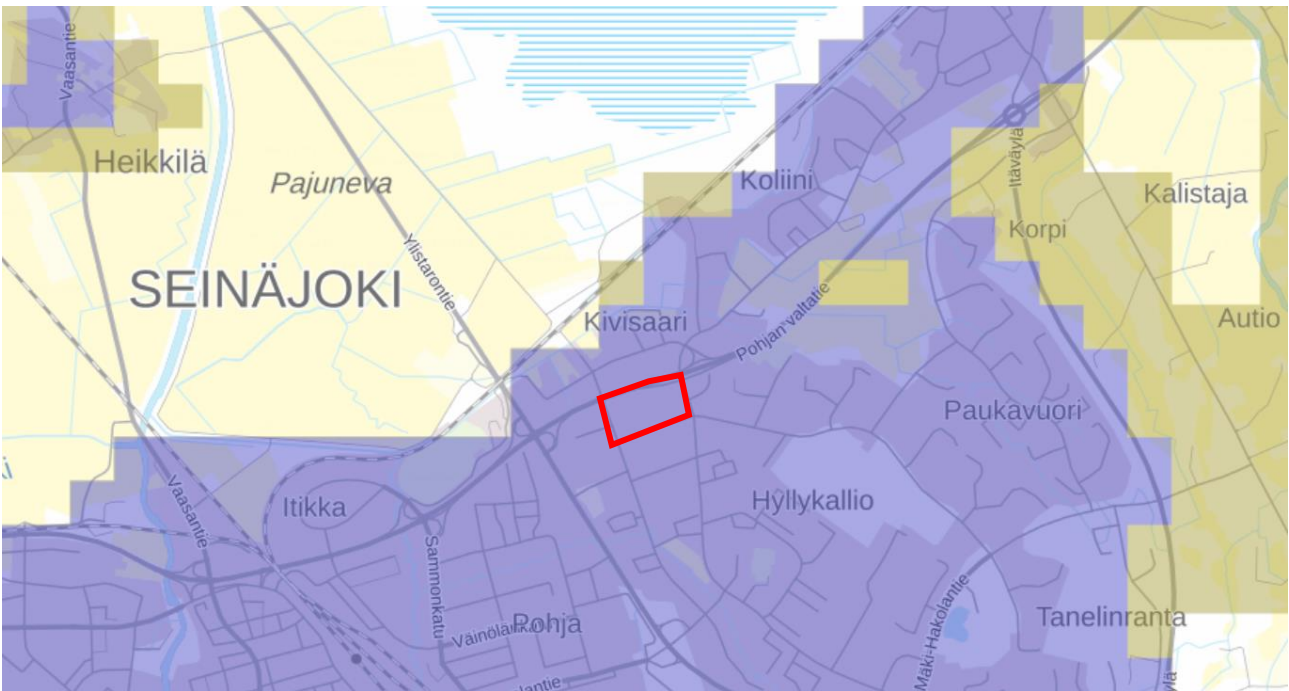 Vaasantie
Heikkilä
Pajuneva
Koliini
Itäväylä
Kalistaja
Korpi
SEINÄJOKI
Ylistarontie
Kivisaari
Pohjan valtatie
Autio
Paukavuori
Vaasantie
Itikka
Hyllykallio
Sammonkatu
Pohja
Mäki-Hakolantie
Tanelinranta